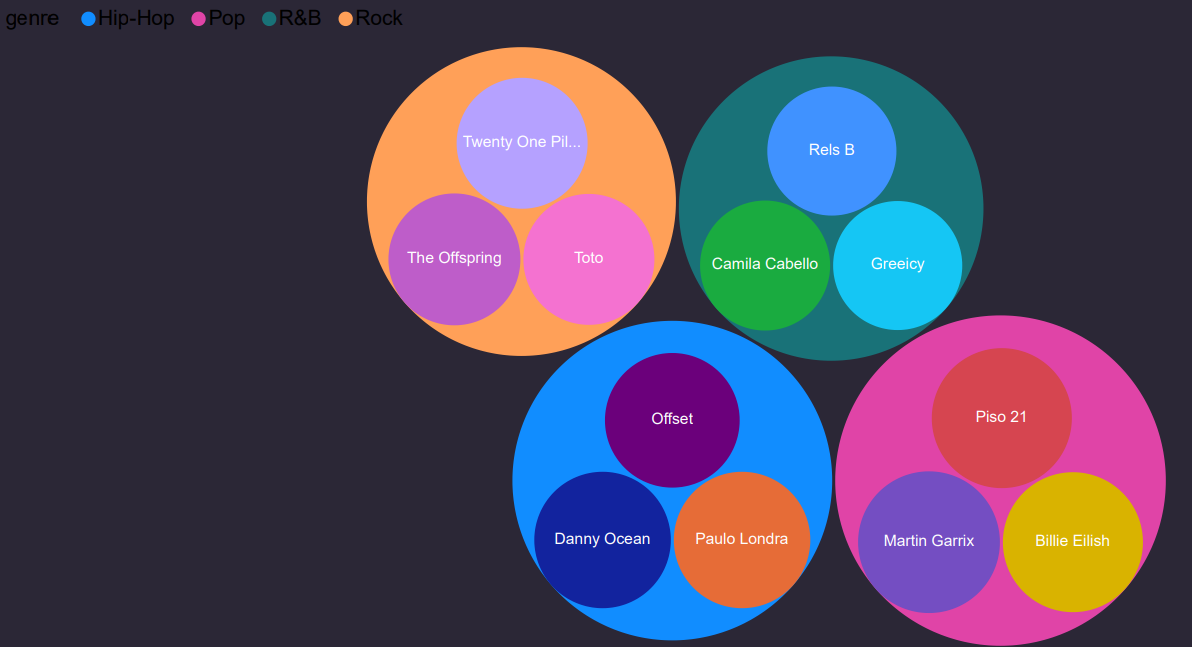 genre Hip-Hop Pop R&B Rock
Twenty One Pil...
Rels B
The Offspring
Toto
Camila Cabello
Greeicy
Offset
Piso 21
Danny Ocean
Paulo Londra
Martin Garrix
Billie Eilish